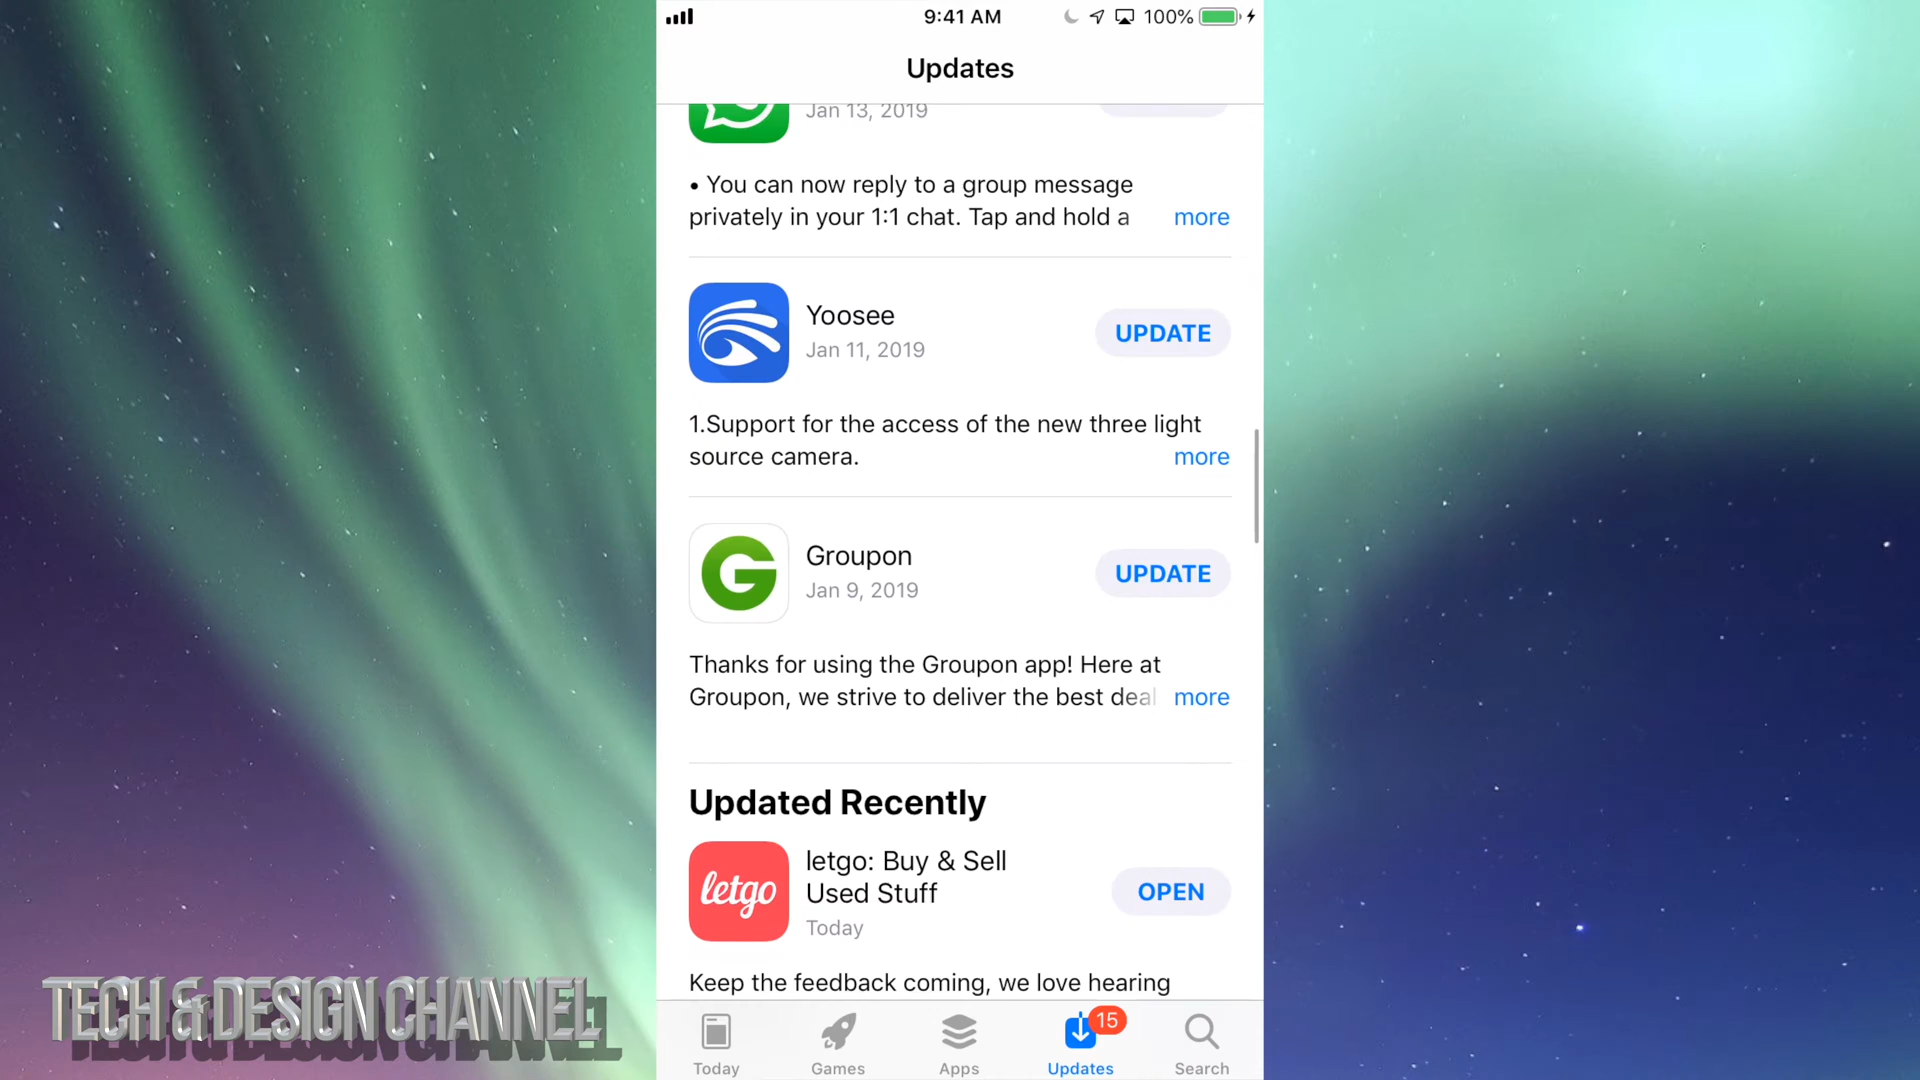 9:41 AM
100%
Updates
Jan 13, 2019
• You can now reply to a group message
privately in your 1:1 chat. Tap and hold a more
Yoosee
UPDATE
Jan 11, 2019
1.Support for the access of the new three light
source camera. more
G
Groupon
UPDATE
Jan 9, 2019
Thanks for using the Groupon app! Here at
Groupon, we strive to deliver the best deal more
Updated Recently
letgo
letgo: Buy & Sell
Used Stuff
OPEN
Today
Keep the feedback coming, we love hearing
15
Today Games Apps Updates Search
TECH & DESIGN CHANNEL